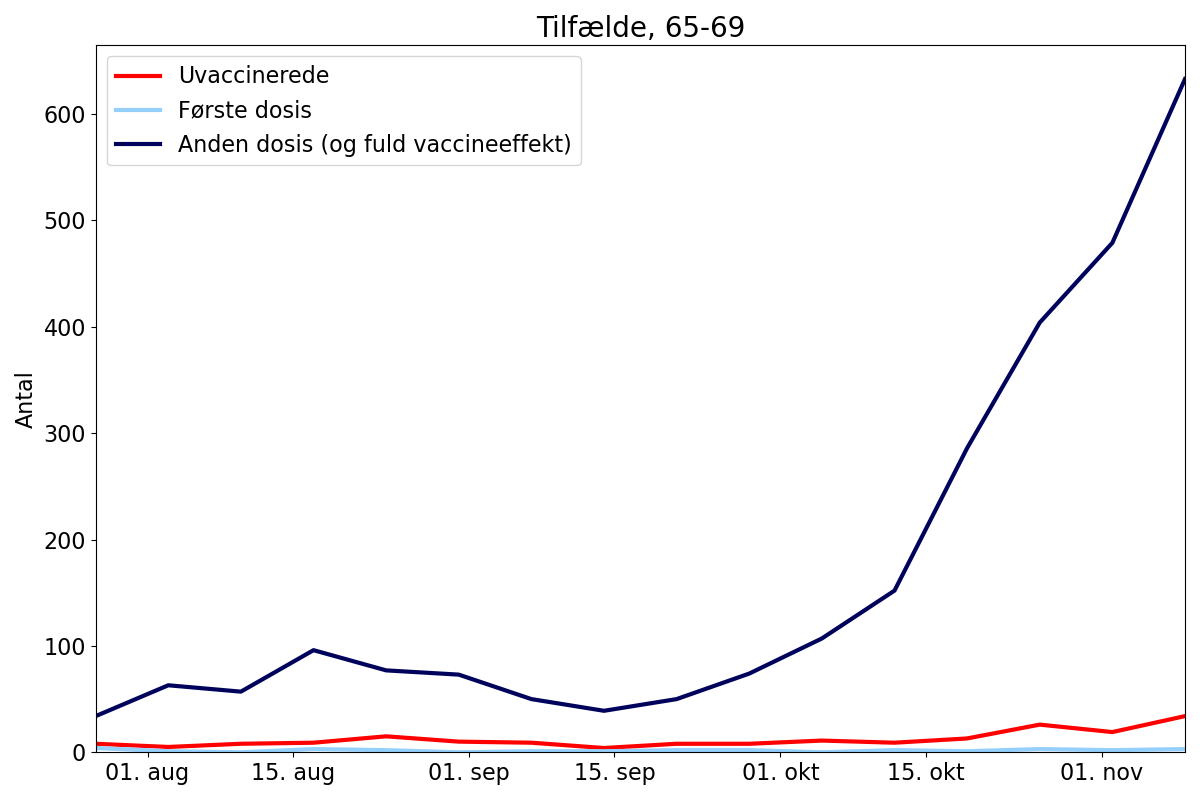 Tilfælde, 65-69
Uvaccinerede
Første dosis
Anden dosis (og fuld vaccineeffekt)
Antal
600
500
400
300
200
100
0
01. aug
15. aug
01. sep
15. sep
01. okt
15. okt
01. nov